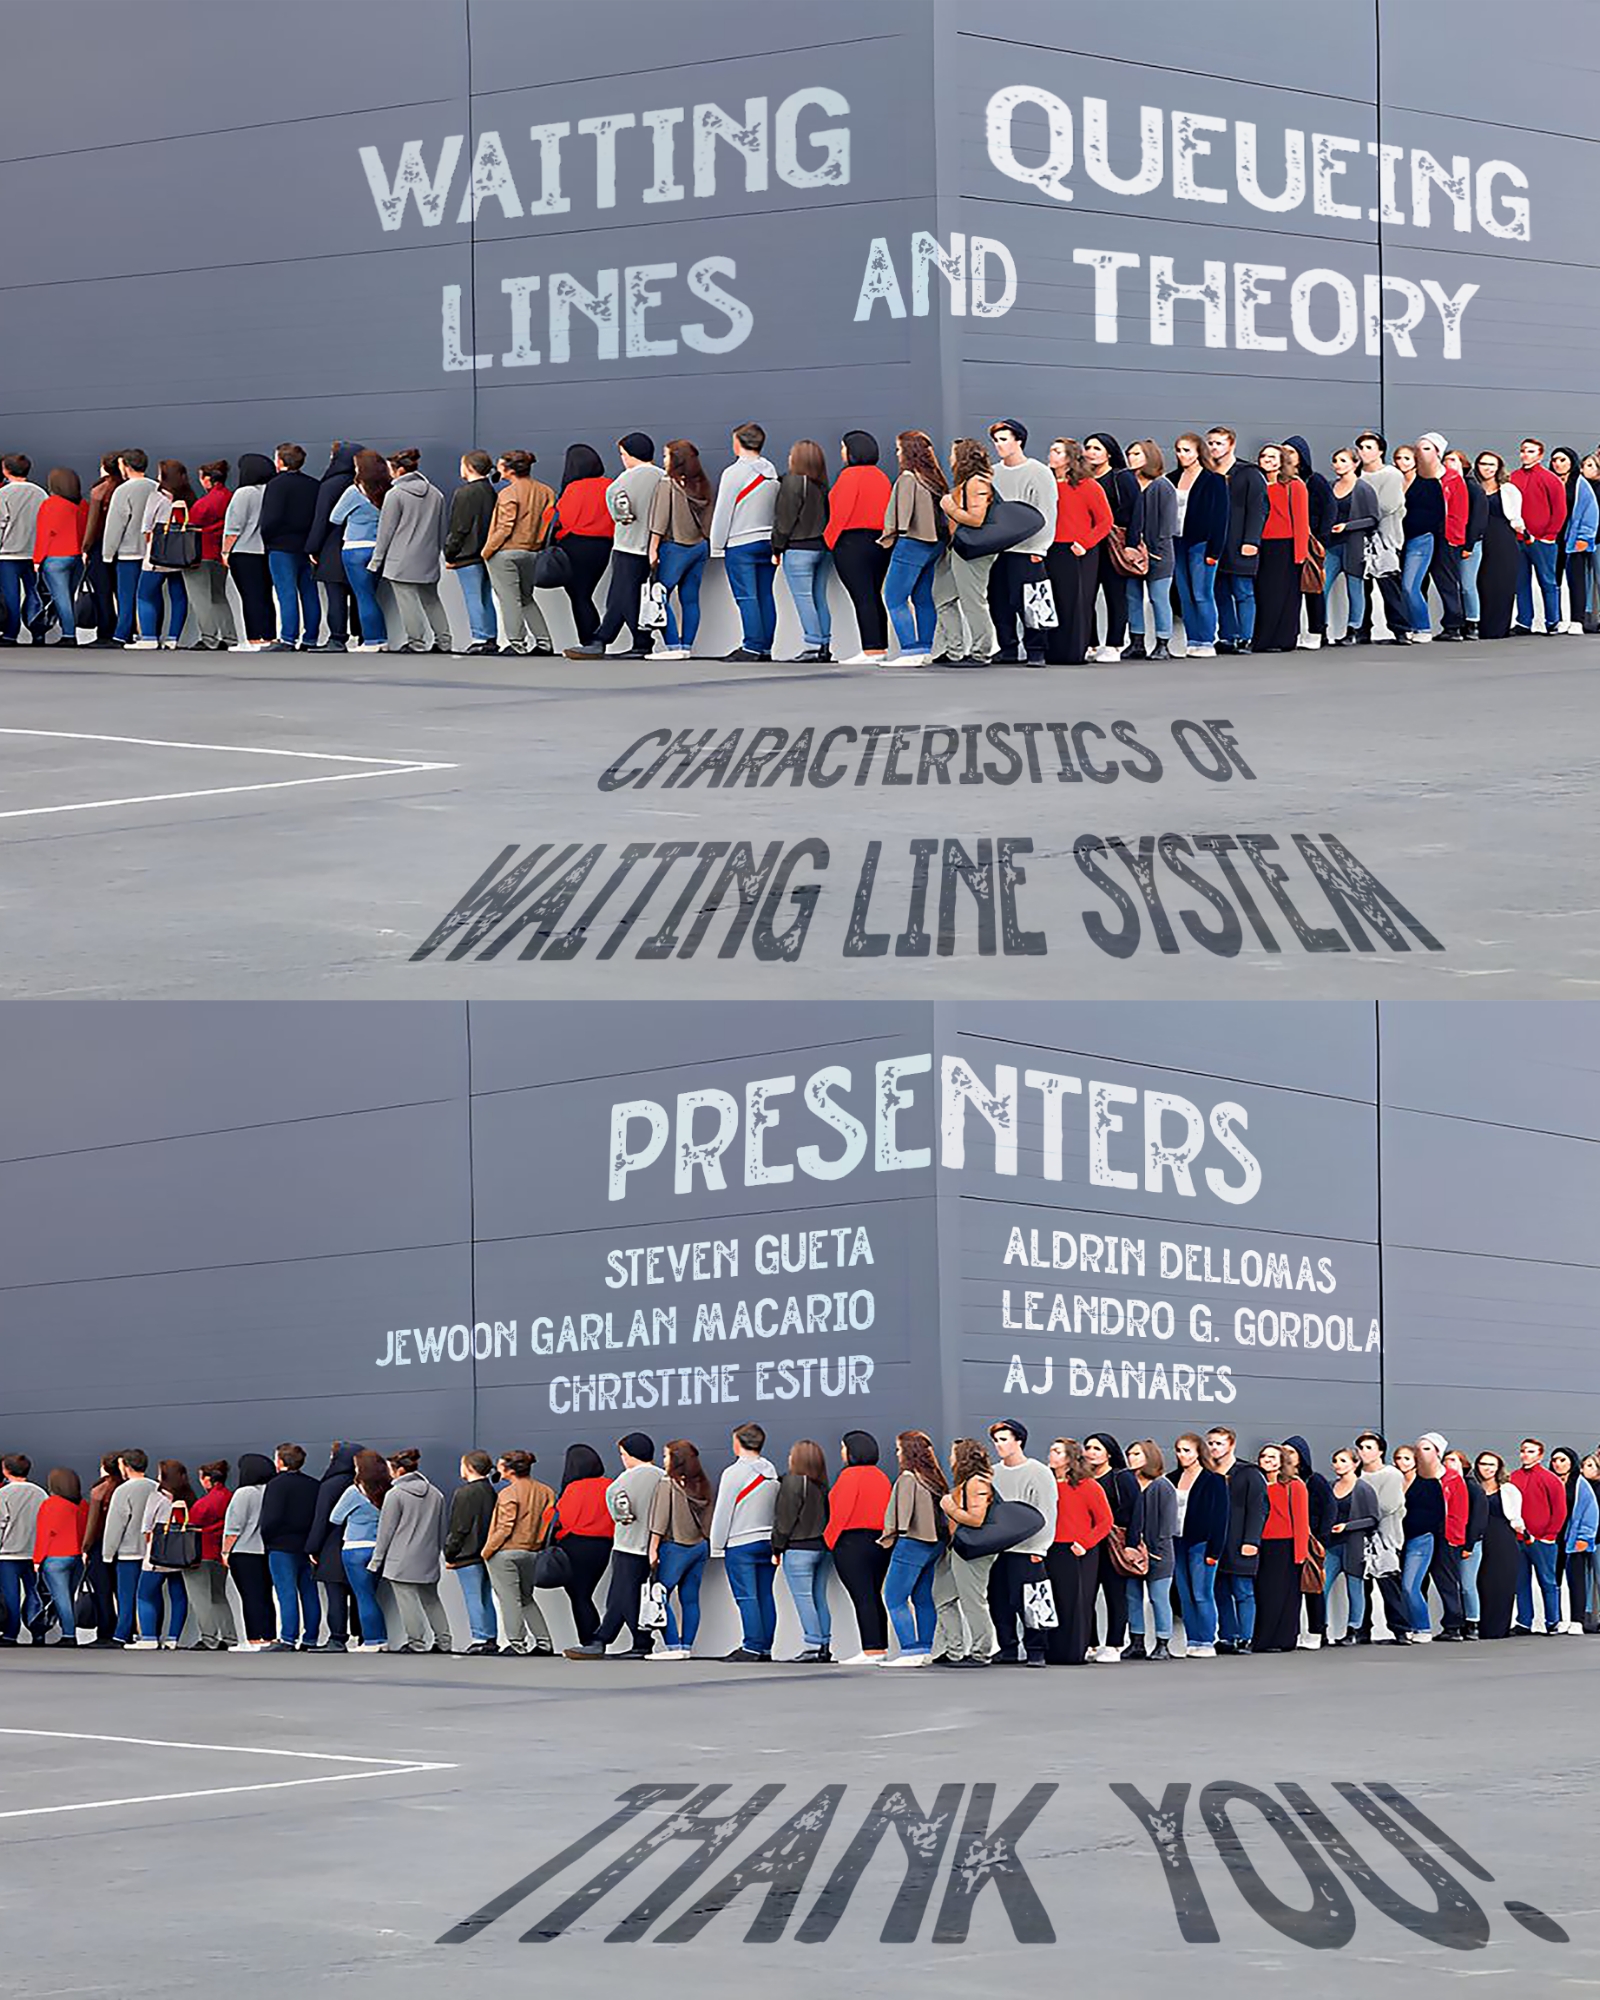 WAITING
LINES
AND
QUEUEING
THEORY
CHARACTERISTICS OF
WAITING LINE SYSTEM
PRESENTERS
STEVEN GUETA
JEWOON GARLAN MACARIO
CHRISTINE ESTUR
ALDRIN DELLOMAS
LEANDRO G. GORDOLA
AJ BANARES
THANK YOU!